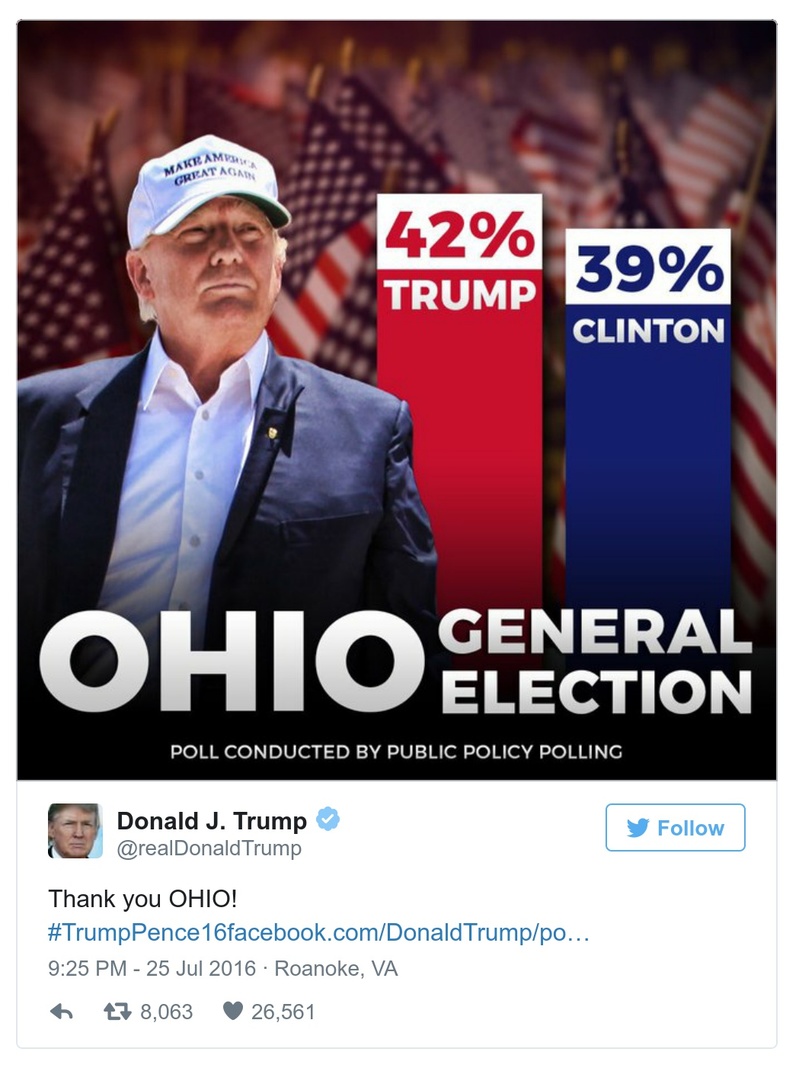 MAKE AMERICA
GREAT AGAIN
42%
TRUMP
39%
CLINTON
OHIO GENERAL
ELECTION
POLL CONDUCTED BY PUBLIC POLICY POLLING
Donald J. Trump
@realDonaldTrump
Follow
Thank you OHIO!
#TrumpPence16facebook.com/DonaldTrump/po…
9:25 PM - 25 Jul 2016 · Roanoke, VA
8,063 26,561